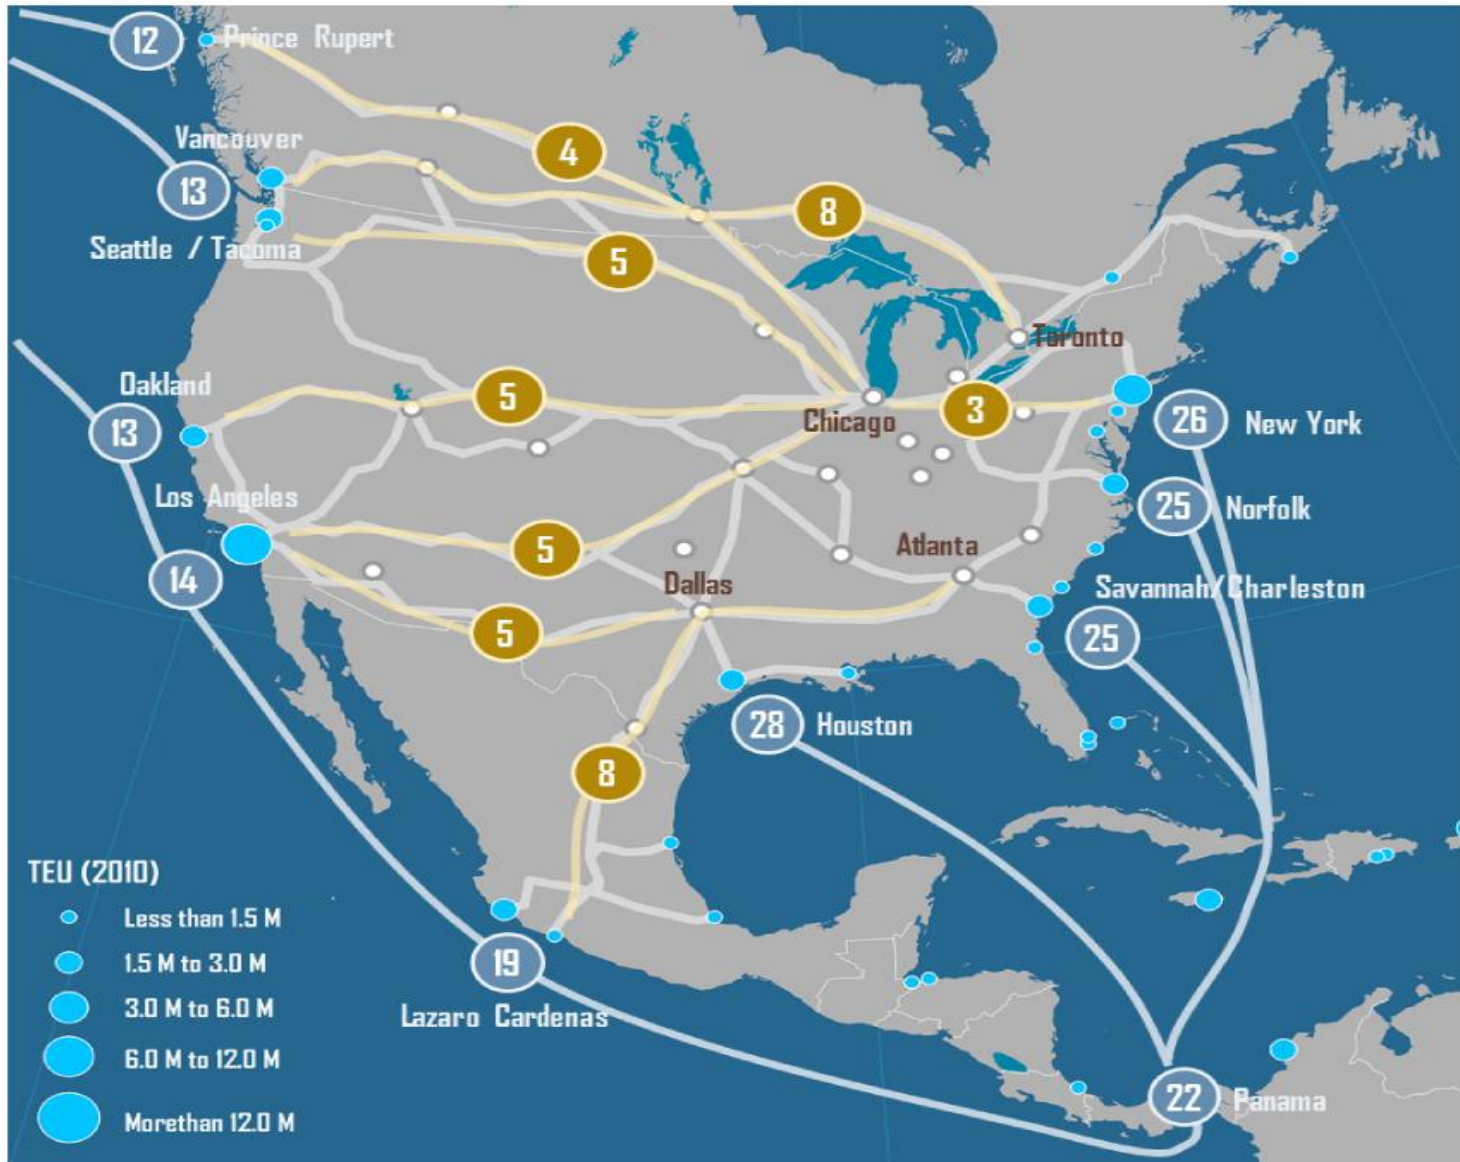 12
Prince Rupert
Vancouver
4
13
8
Seattle / Tacoma
5
Toronto
Oakland
5
3
Chicago
13
26
New York
Los Angeles
25
Norfolk
5
Atlanta
14
Dallas
Savannah/Charleston
5
25
28
Houston
8
TEU (2010)
Less than 1.5 M
1.5 M to 3.0 M
19
3.0 M to 6.0 M
Lazaro Cardenas
6.0 M to 12.0 M
22
Panama
Morethan 12.0 M